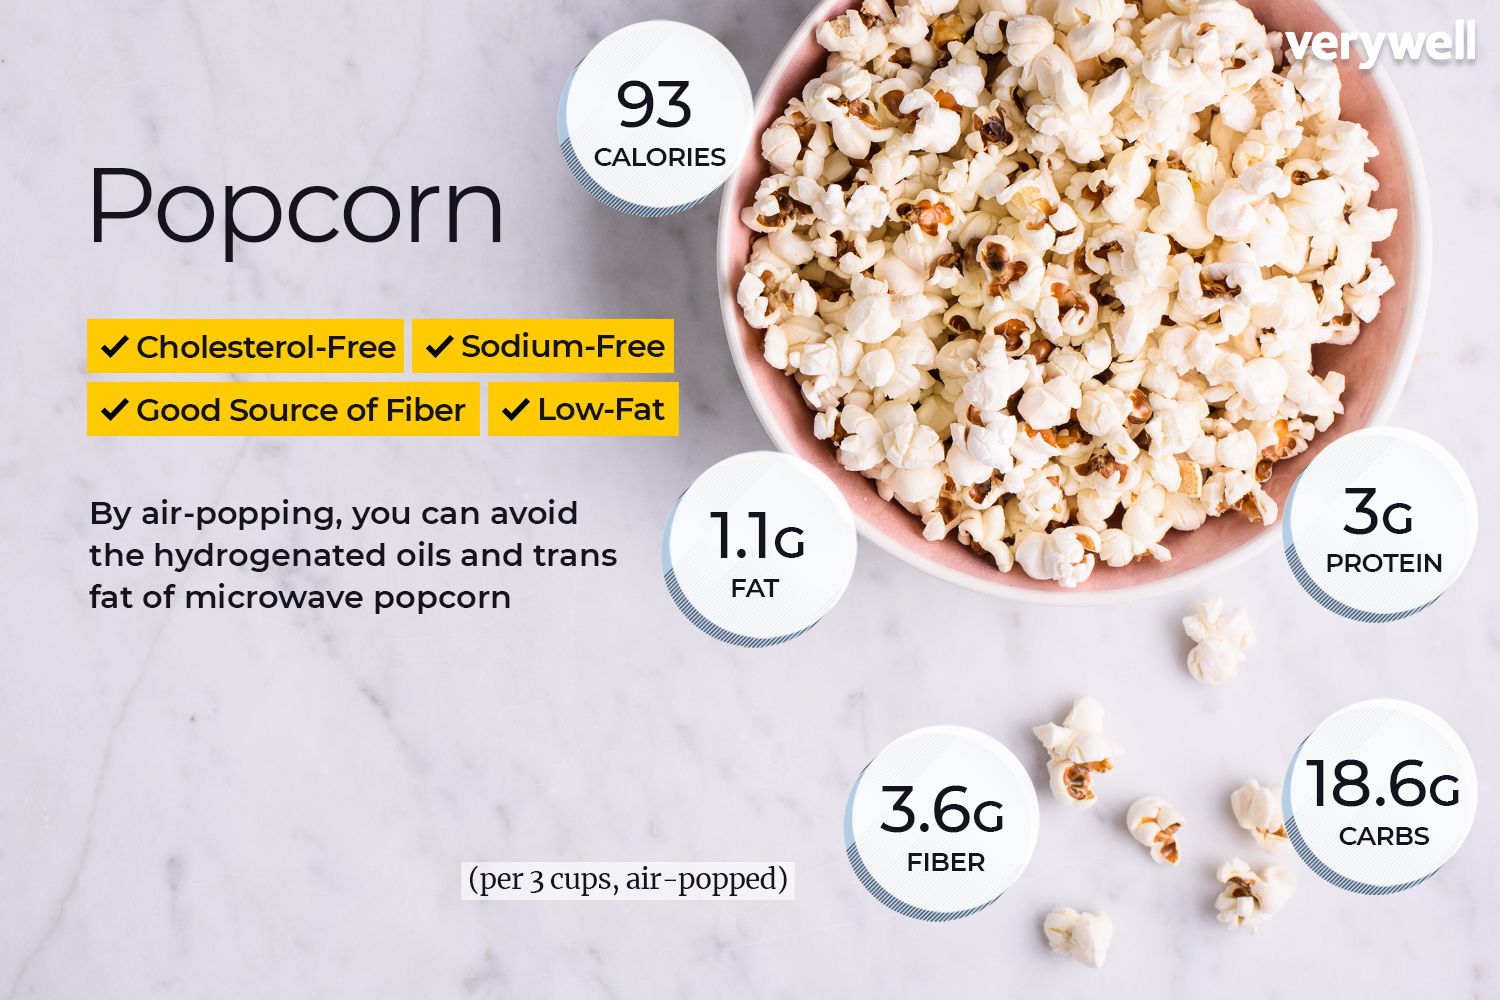 verywell
93
CALORIES
Popcorn
✓ Cholesterol-Free ✓ Sodium-Free
✓ Good Source of Fiber ✓ Low-Fat
By air-popping, you can avoid
the hydrogenated oils and trans
fat of microwave popcorn
1.1G
FAT
3G
PROTEIN
3.6G
FIBER
18.6G
CARBS
(per 3 cups, air-popped)